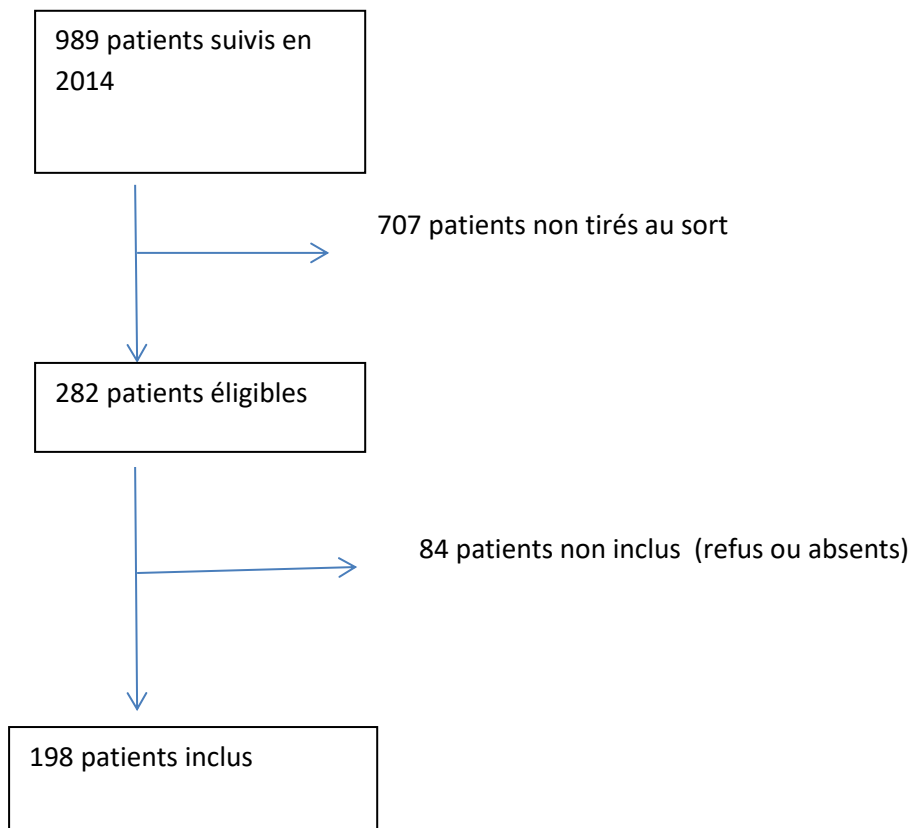 989 patients suivis en
2014
707 patients non tirés au sort
282 patients éligibles
84 patients non inclus (refus ou absents)
198 patients inclus